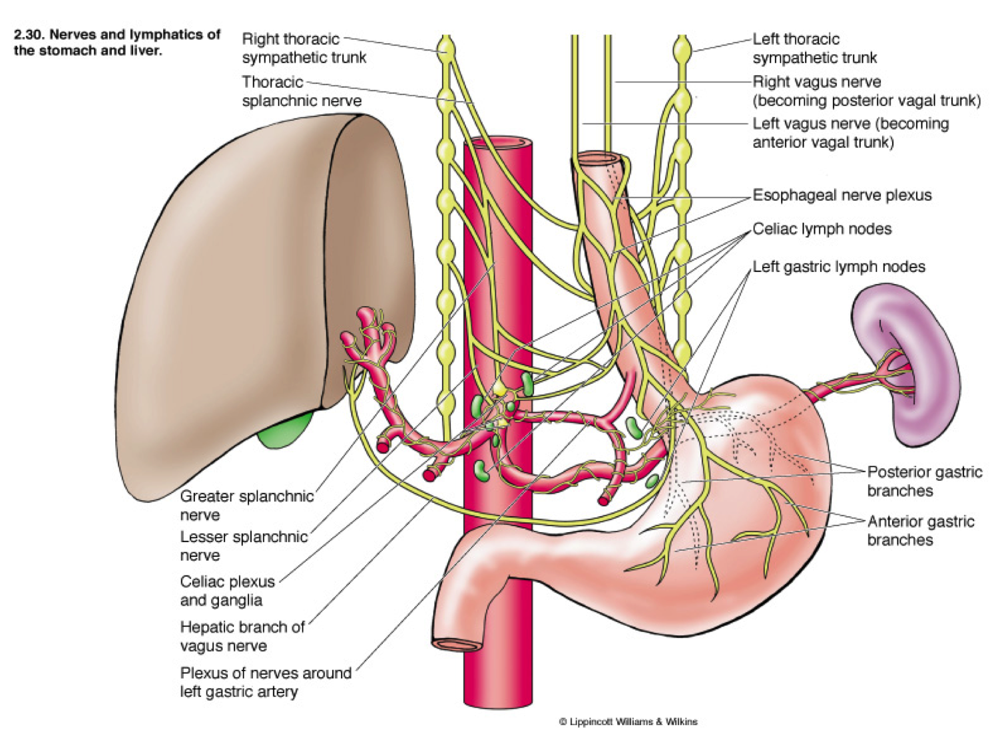 2.30. Nerves and lymphatics of
the stomach and liver.
Right thoracic
sympathetic trunk
Thoracic
splanchnic nerve
Left thoracic
sympathetic trunk
Right vagus nerve
(becoming posterior vagal trunk)
Left vagus nerve (becoming
anterior vagal trunk)
Esophageal nerve plexus
Celiac lymph nodes
Left gastric lymph nodes
Greater splanchnic
nerve
Lesser splanchnic
nerve
Celiac plexus
and ganglia
Hepatic branch of
vagus nerve
Plexus of nerves around
left gastric artery
Posterior gastric
branches
Anterior gastric
branches
© Lippincott Williams & Wilkins